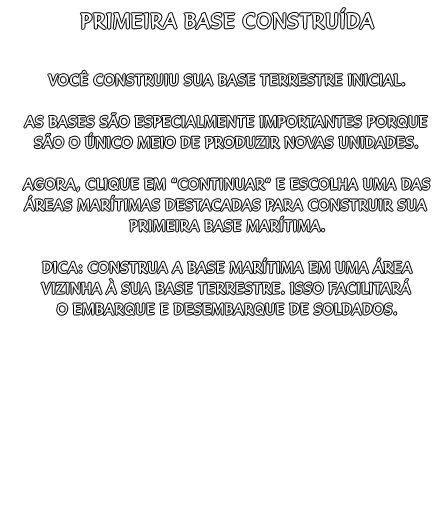 PRIMEIRA BASE CONSTRUÍDA
VOCÊ CONSTRUIU SUA BASE TERRESTRE INICIAL.
AS BASES SÃO ESPECIALMENTE IMPORTANTES PORQUE
SÃO O ÚNICO MEIO DE PRODUZIR NOVAS UNIDADES.
AGORA, CLIQUE EM “CONTINUAR” E ESCOLHA UMA DAS
ÁREAS MARÍTIMAS DESTACADAS PARA CONSTRUIR SUA
PRIMEIRA BASE MARÍTIMA.
DICA: CONSTRUA A BASE MARÍTIMA EM UMA ÁREA
VIZINHA À SUA BASE TERRESTRE. ISSO FACILITARÁ
O EMBARQUE E DESEMBARQUE DE SOLDADOS.